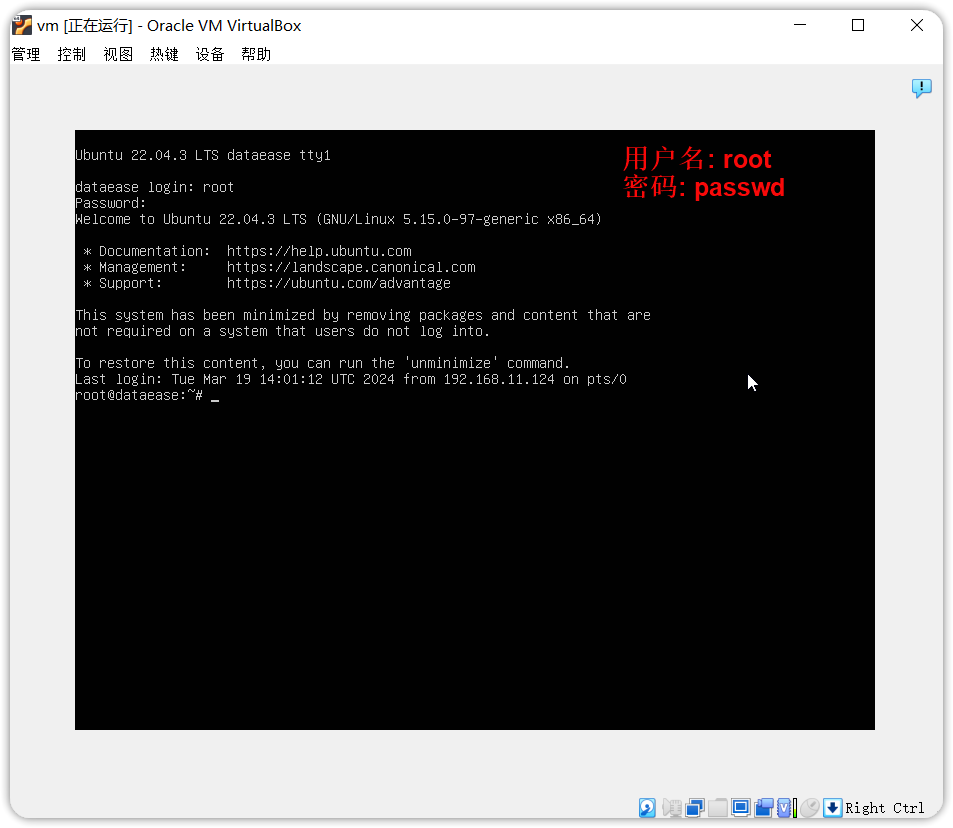 vm [正在运行] - Oracle VM VirtualBox
管理 控制 视图 热键 设备 帮助
Ubuntu 22.04.3 LTS dataease tty1
用户名: root
密码: passwd
dataease login: root
Password:
Welcome to Ubuntu 22.04.3 LTS (GNU/Linux 5.15.0-97-generic x86_64)
* Documentation: https://help.ubuntu.com
* Management: https://landscape.canonical.com
* Support: https://ubuntu.com/advantage
This system has been minimized by removing packages and content that are
not required on a system that users do not log into.
To restore this content, you can run the 'unminimize' command.
Last login: Tue Mar 19 14:01:12 UTC 2024 from 192.168.11.124 on pts/0
root@dataease:~# _
Right Ctrl